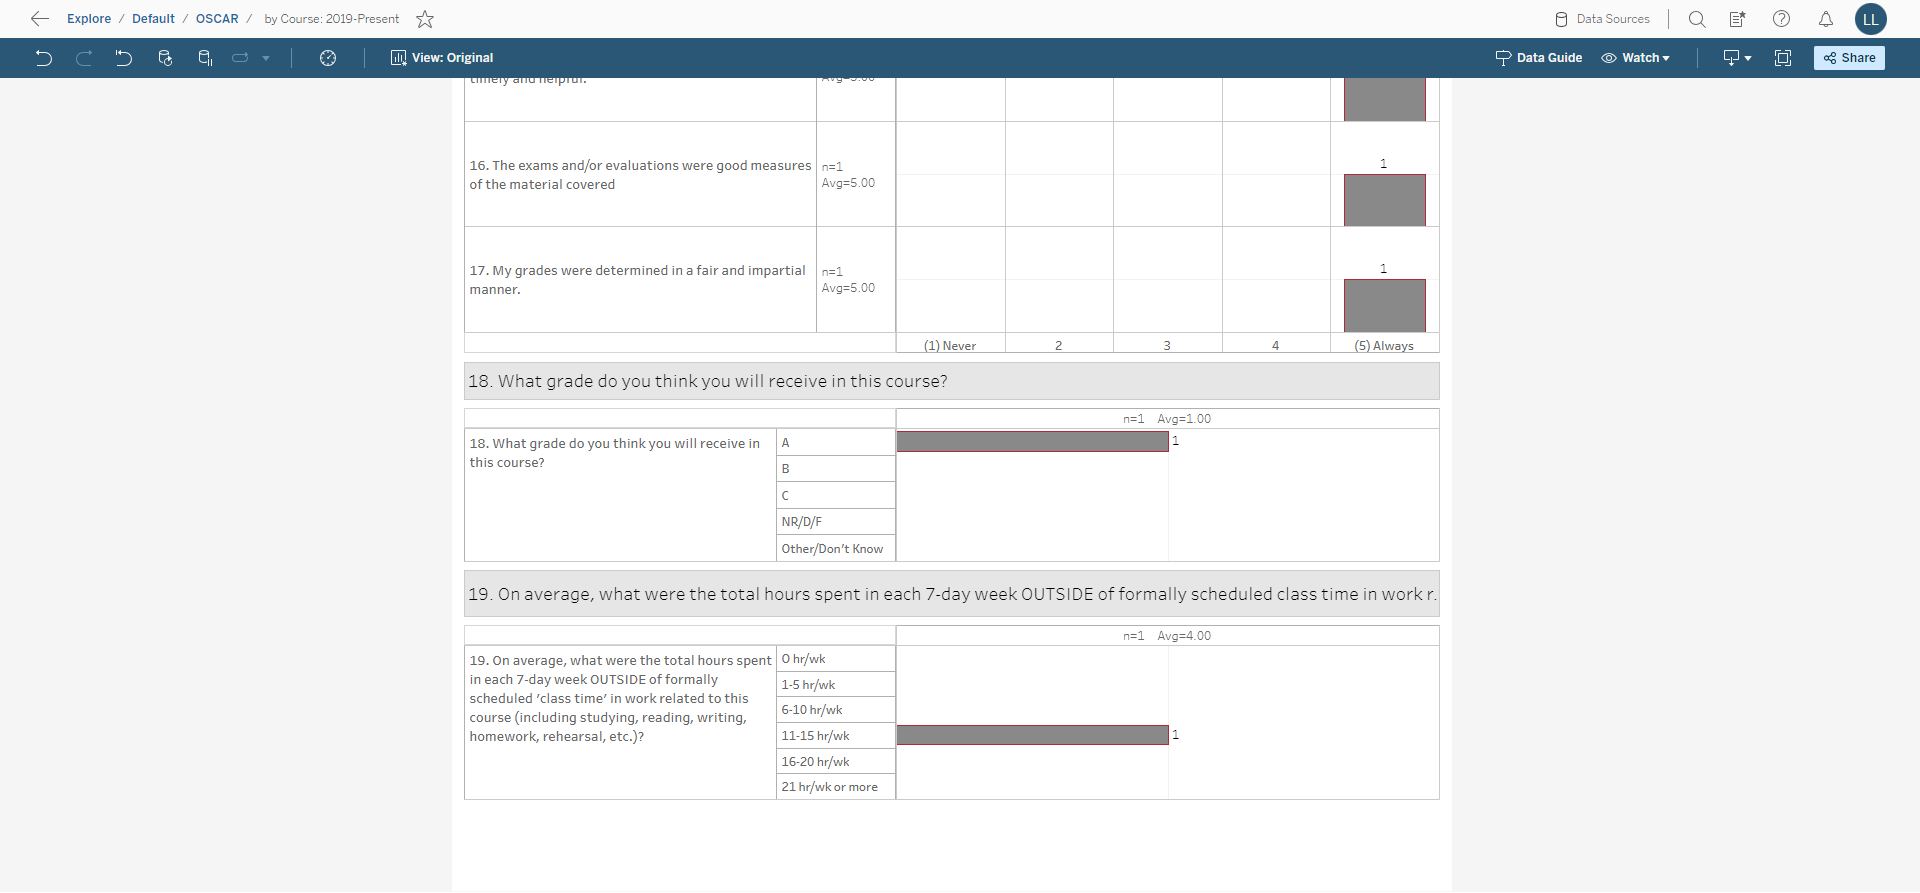 Explore / Default / OSCAR / by Course: 2019-Present
Data Sources
LL
View: Original
Data Guide
Watch
Share
timely and helpful.
Avg=5.00
16. The exams and/or evaluations were good measures
of the material covered
n=1
Avg=5.00
1
17. My grades were determined in a fair and impartial
manner.
n=1
Avg=5.00
1
(1) Never 2 3 4 (5) Always
18. What grade do you think you will receive in this course?
n=1 Avg=1.00
18. What grade do you think you will receive in
this course?
A
1
B
C
NR/D/F
Other/Don't Know
19. On average, what were the total hours spent in each 7-day week OUTSIDE of formally scheduled class time in work r.
n=1 Avg=4.00
19. On average, what were the total hours spent
in each 7-day week OUTSIDE of formally
scheduled ‘class time’ in work related to this
course (including studying, reading, writing,
homework, rehearsal, etc.)?
0 hr/wk
1-5 hr/wk
6-10 hr/wk
11-15 hr/wk
1
16-20 hr/wk
21 hr/wk or more